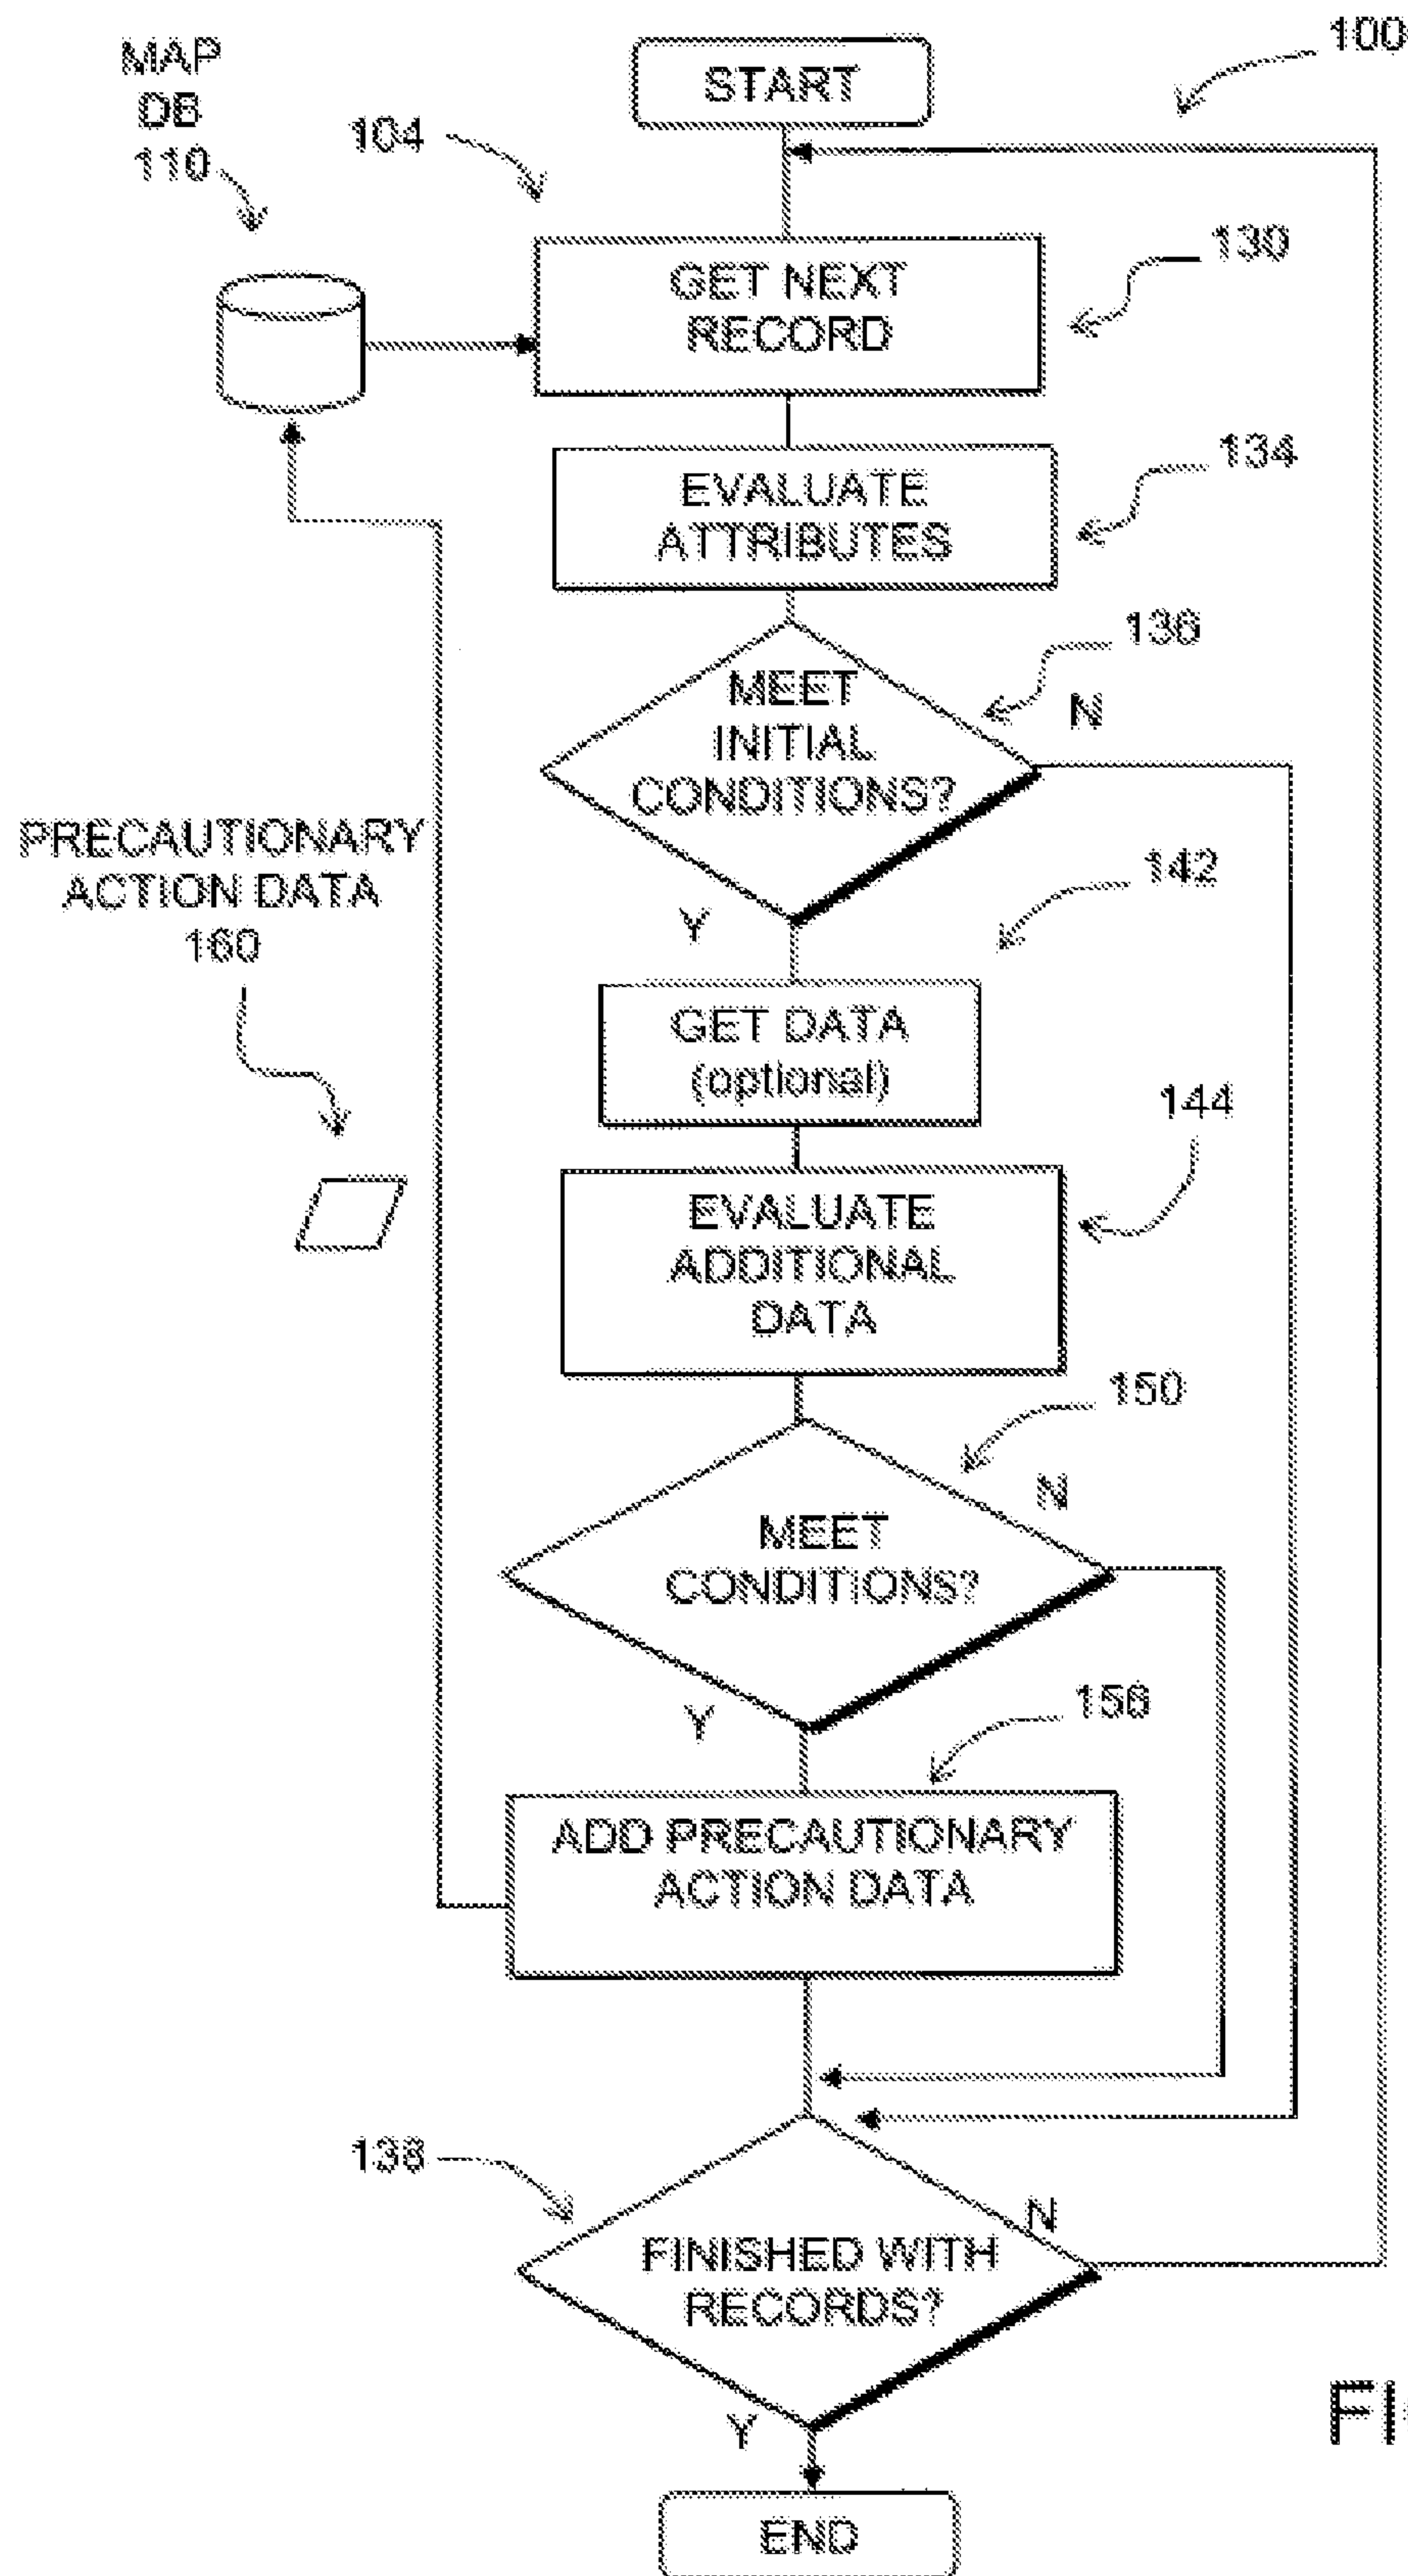 100
START
MAP
DB
110
104
130
GET NEXT
RECORD
134
EVALUATE
ATTRIBUTES
136
N
MEET
INITIAL
CONDITIONS?
PRECAUTIONARY
ACTION DATA
160
142
Y
GET DATA
(optional)
144
EVALUATE
ADDITIONAL
DATA
150
N
MEET
CONDITIONS?
156
Y
ADD PRECAUTIONARY
ACTION DATA
138
N
FINISHED WITH
RECORDS?
Y
END